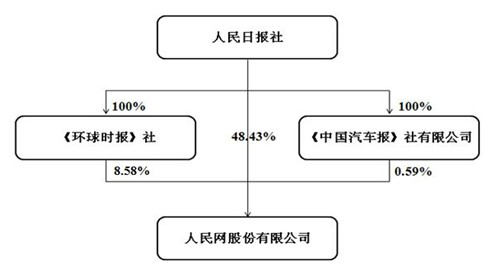 人民日报社
100%
100%
《环球时报》社
48.43%
《中国汽车报》社有限公司
8.58%
0.59%
人民网股份有限公司